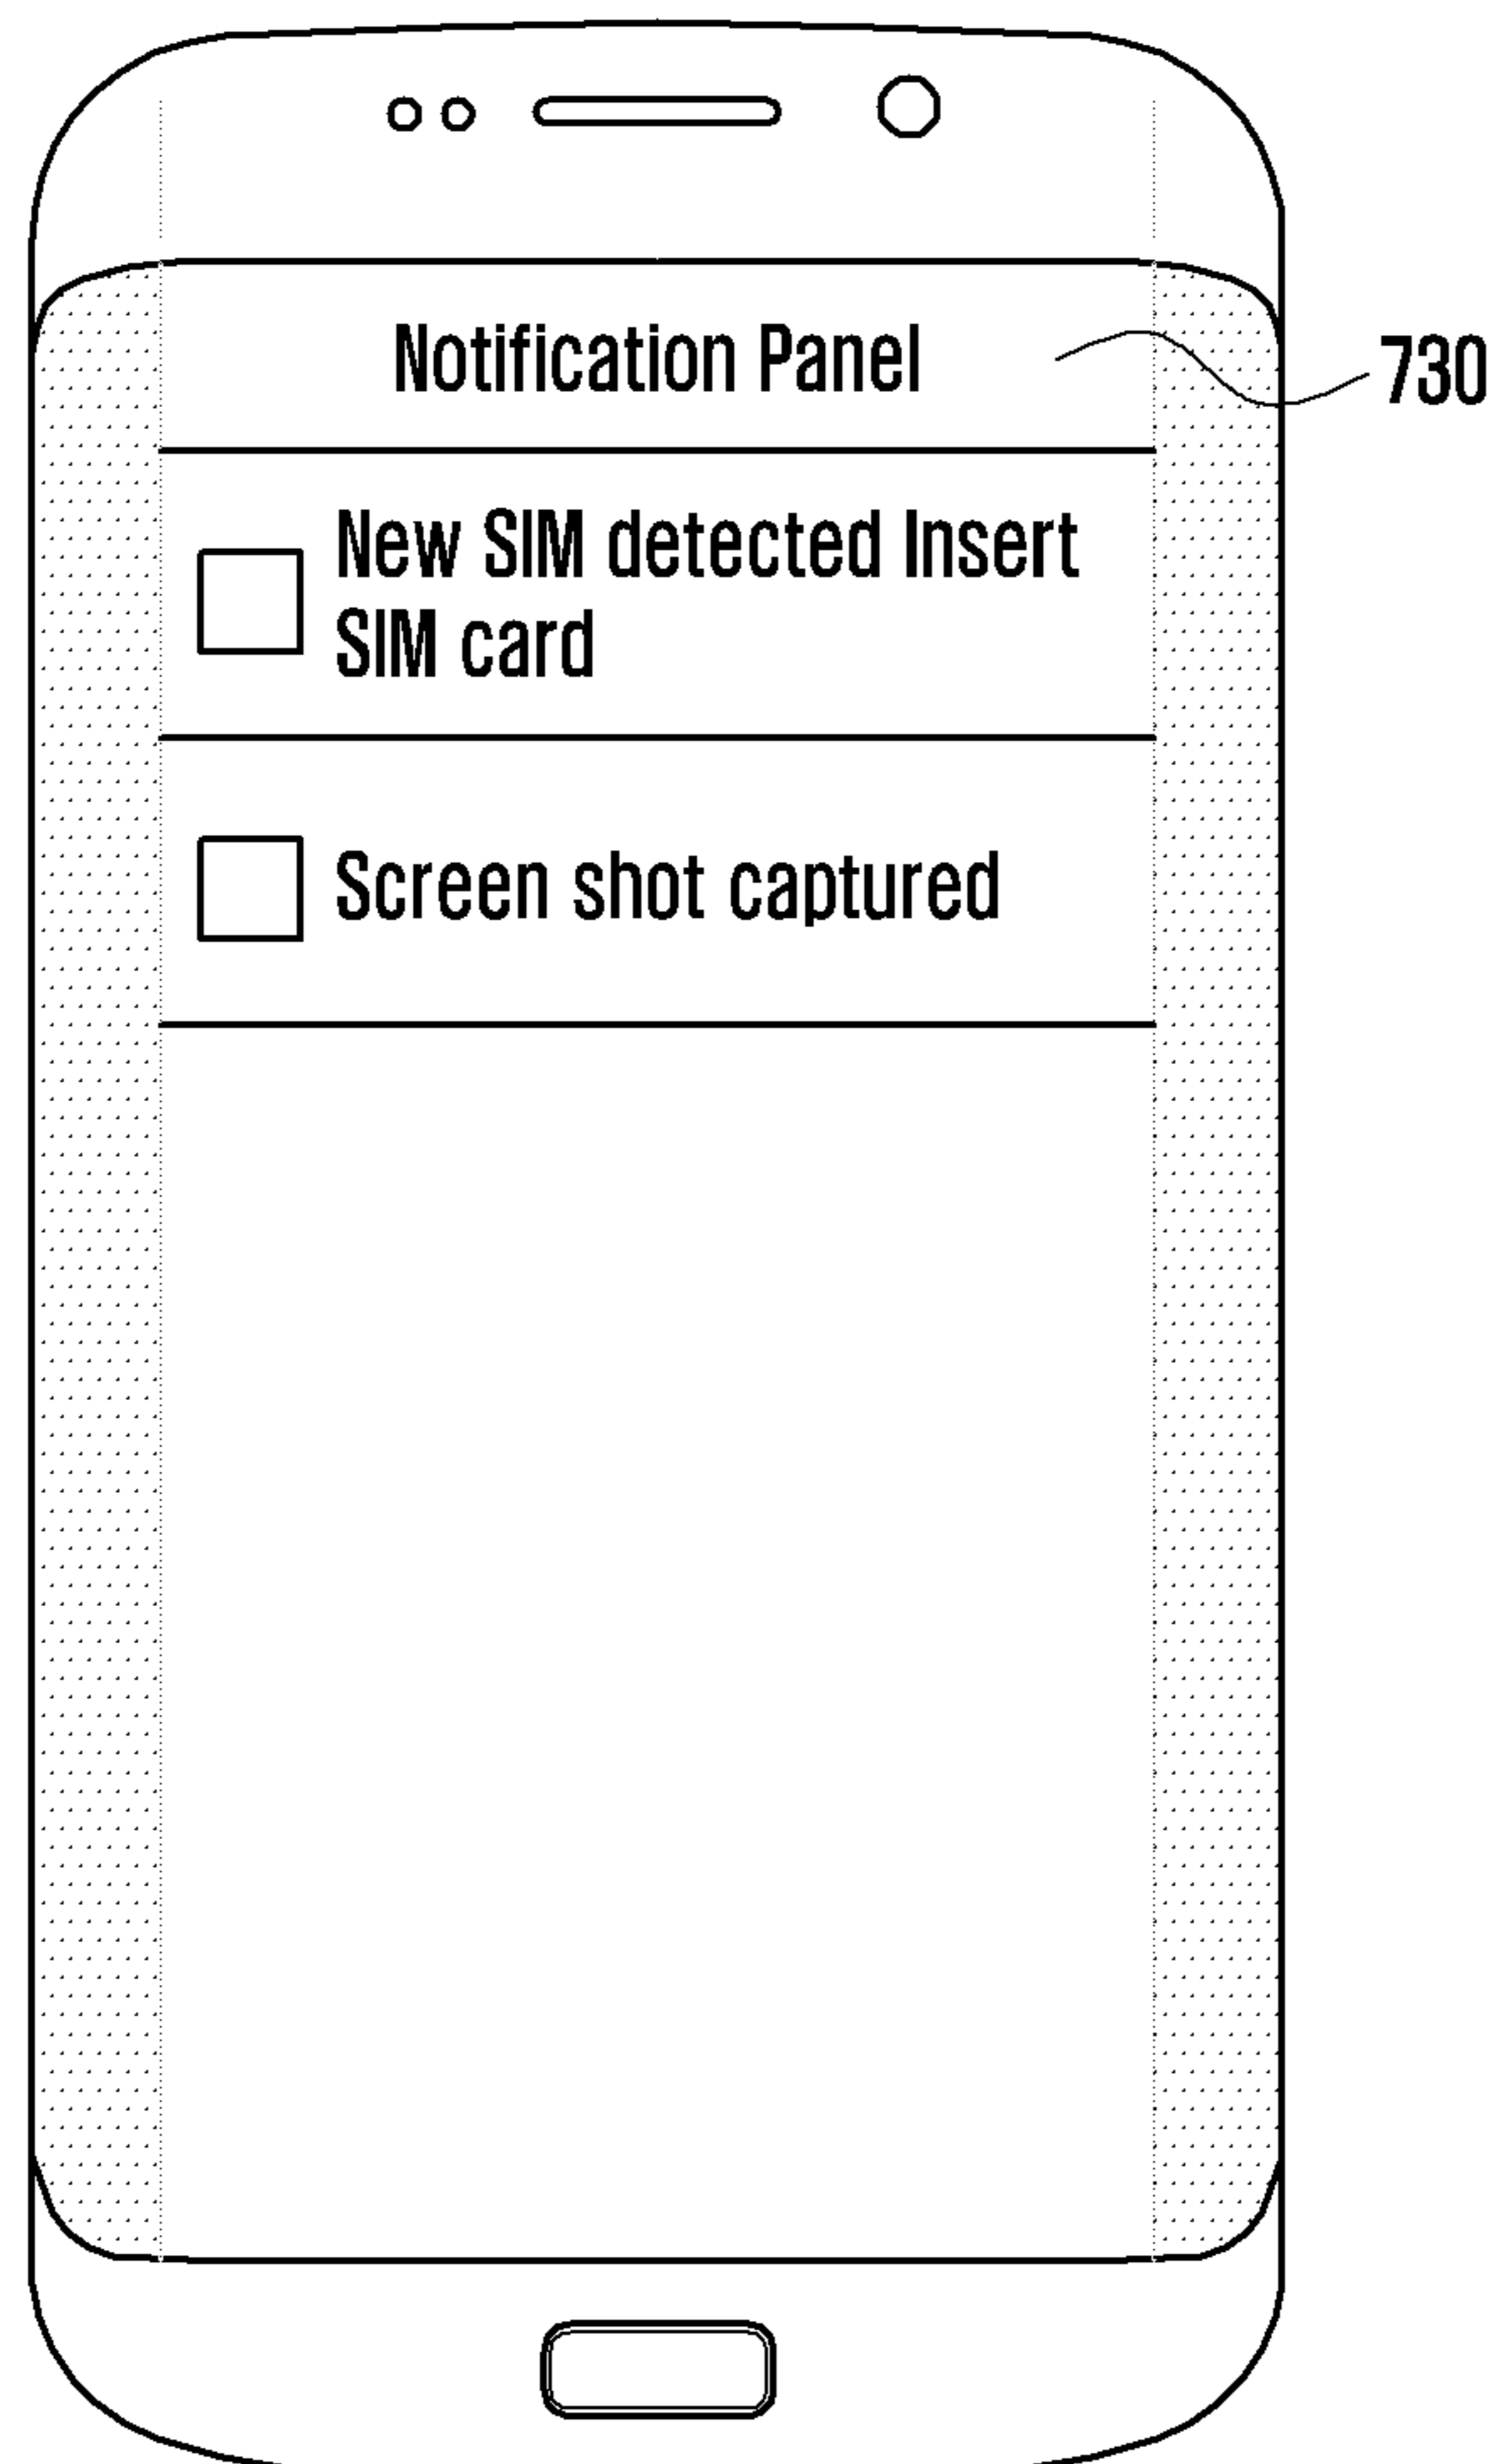 Notification Panel
730
New SIM detected Insert
SIM card
Screen shot captured